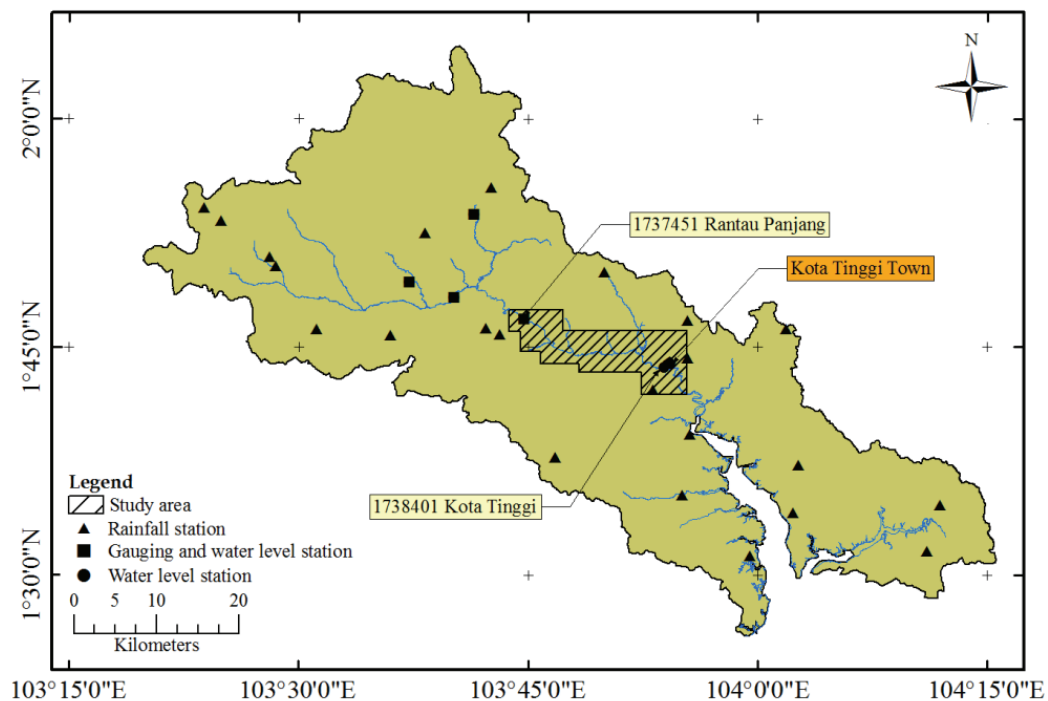 N
2°0'0"N
1°45'0"N
1°30'0"N
1737451 Rantau Panjang
Kota Tinggi Town
1738401 Kota Tinggi
Legend
Study area
Rainfall station
Gauging and water level station
Water level station
0 5 10 20
Kilometers
103°15'0"E 103°30'0"E 103°45'0"E 104°0'0"E 104°15'0"E